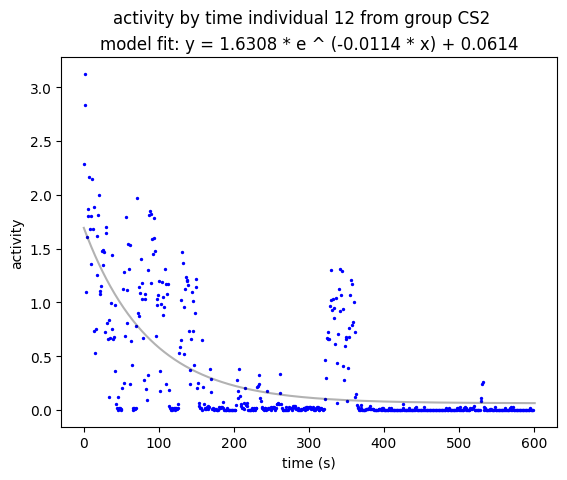 activity by time individual 12 from group CS2
model fit: y = 1.6308 * e ^ (-0.0114 * x) + 0.0614
3.0
2.5
2.0
1.5
1.0
0.5
0.0
activity
0 100 200 300 400 500 600
time (s)